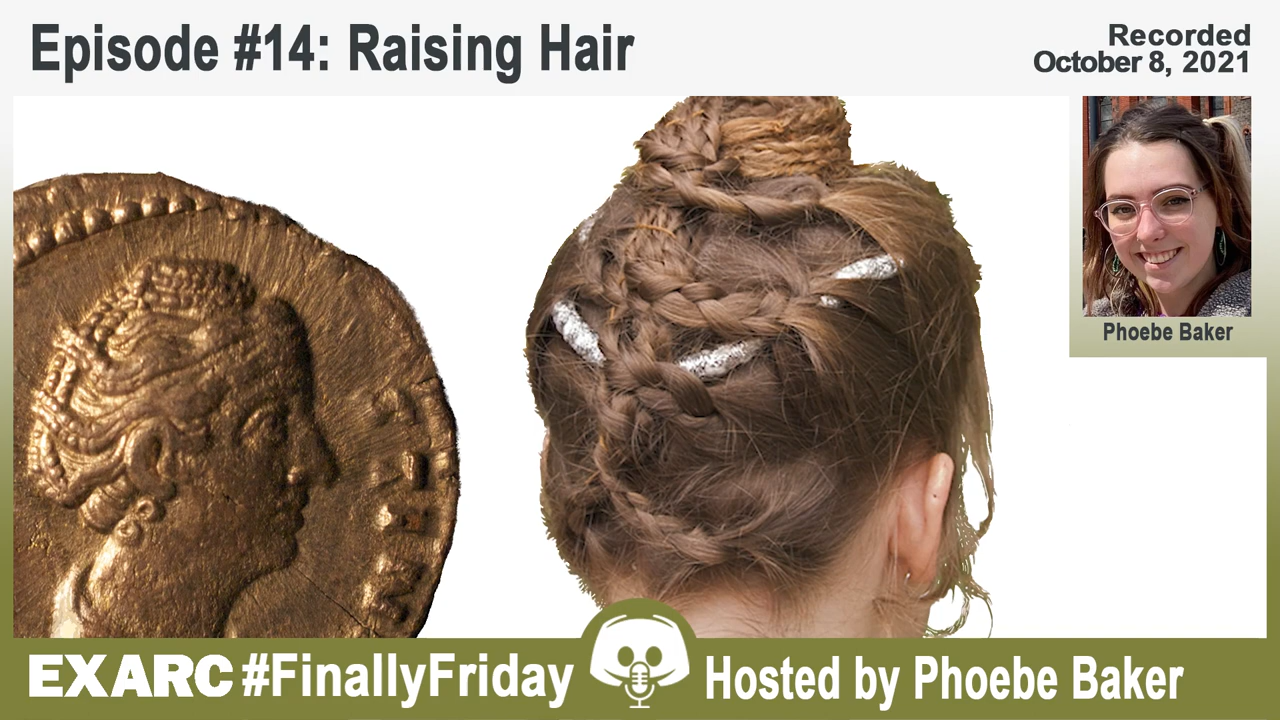 Episode #14: Raising Hair
Recorded
October 8, 2021
Phoebe Baker
EXARC #FinallyFriday
Hosted by Phoebe Baker